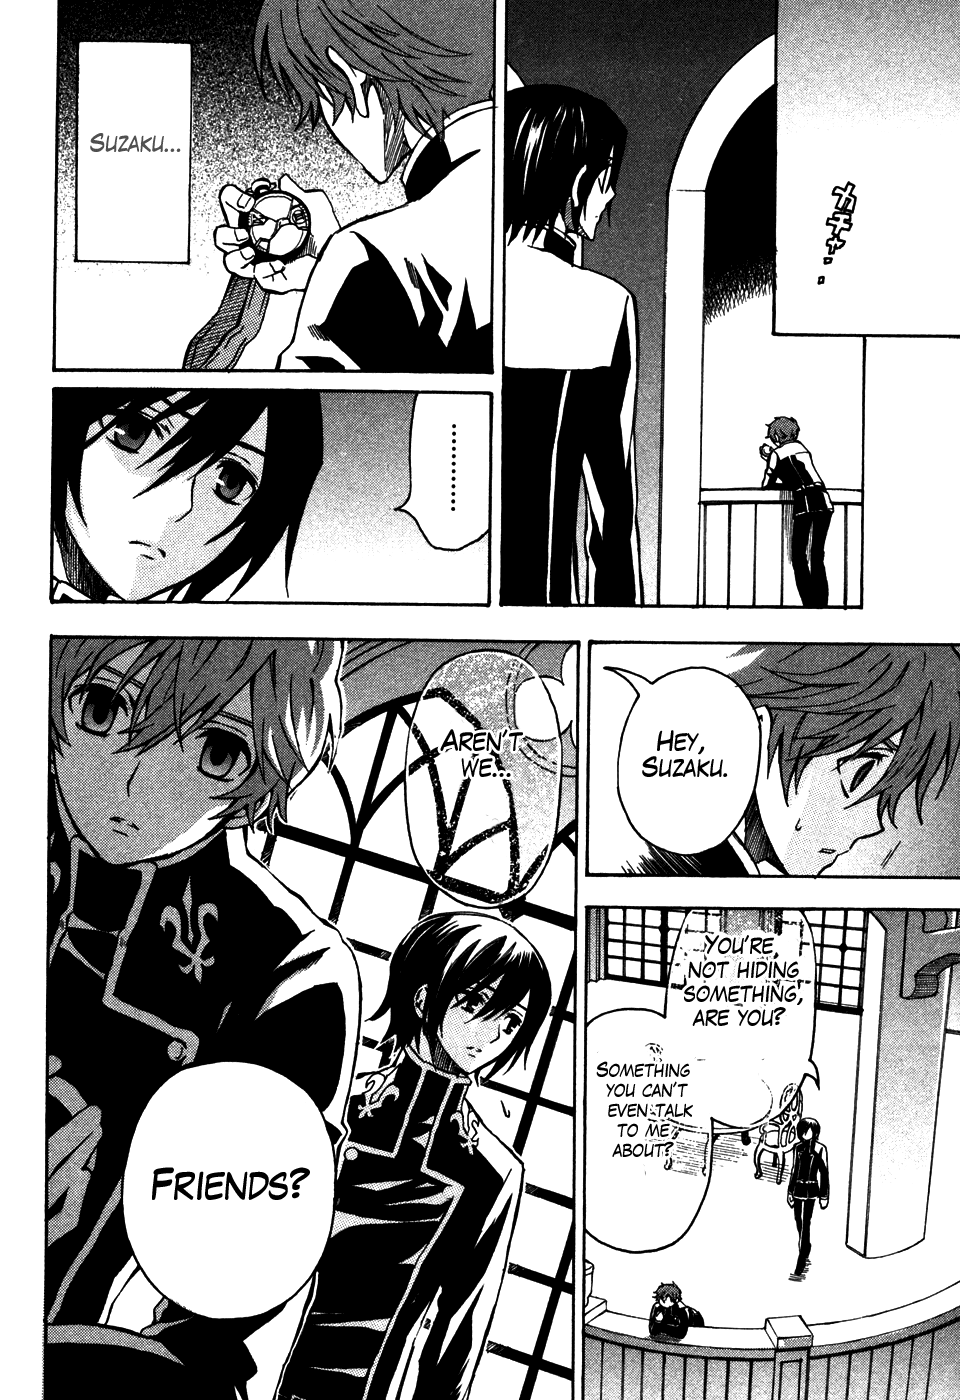 メカチャ..
SUZAKU...
.........
HEY,
SUZAKU.
YOU'RE
NOT HIDING
SOMETHING,
ARE YOU?
SOMETHING
YOU CAN'T
EVEN TALK
TO ME
ABOUT?
AREN'T
WE...
FRIENDS?